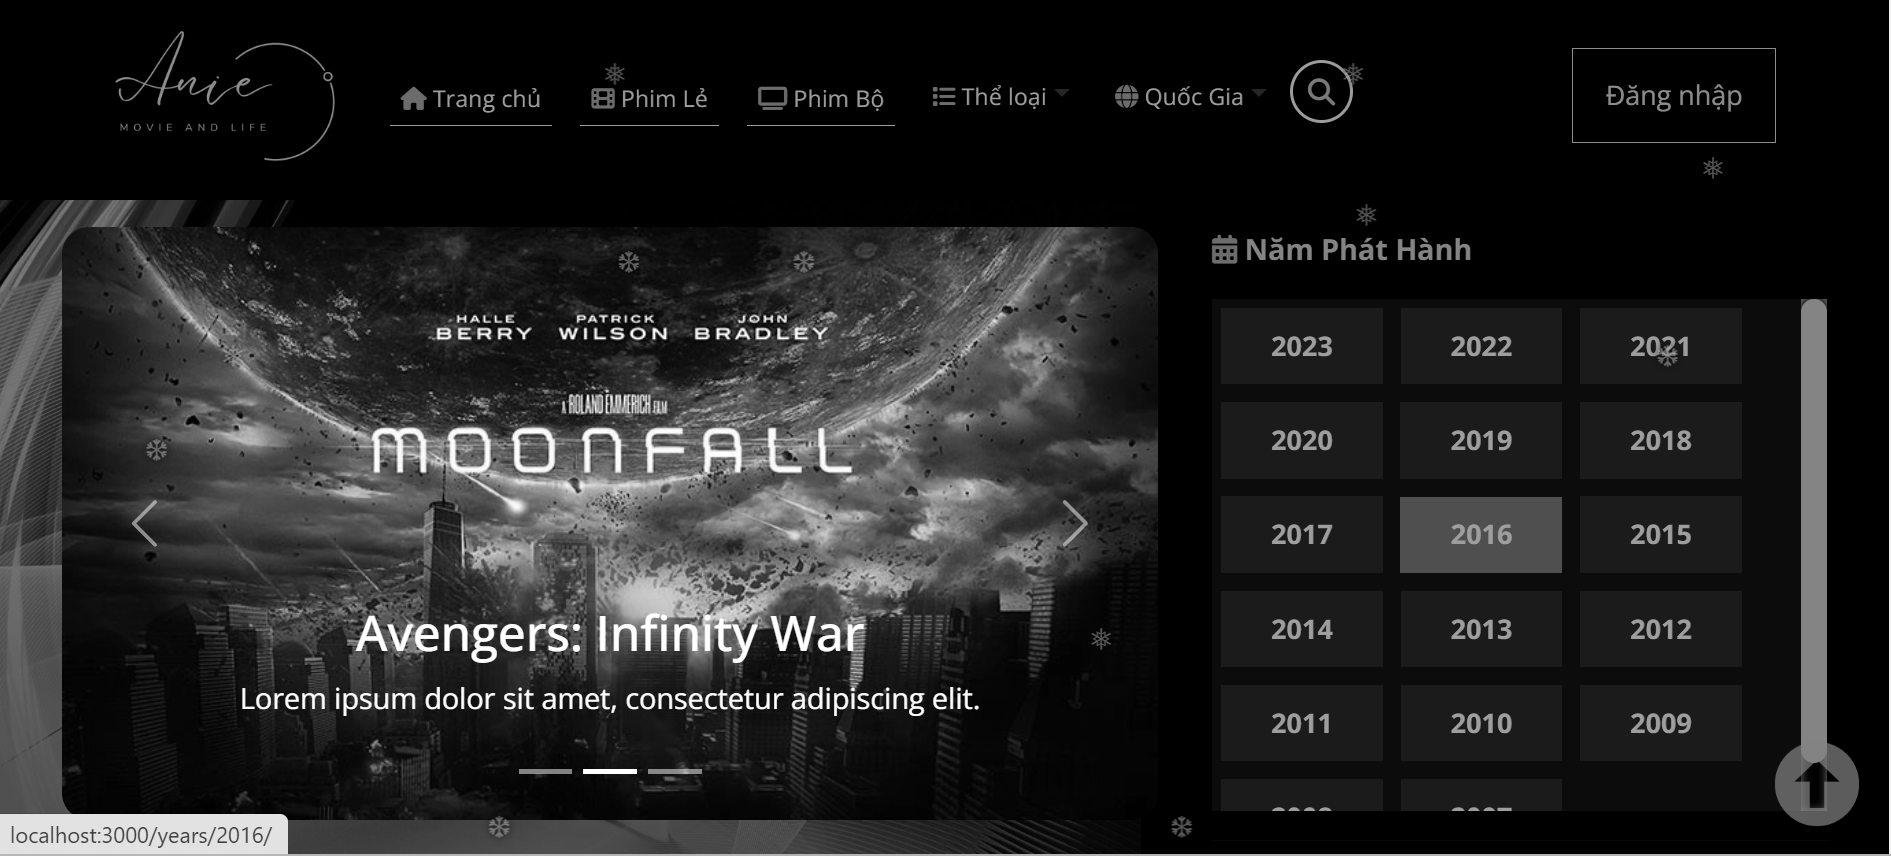 Anie
MOVIE AND LIFE
Trang chủ
Phim Lẻ
Phim Bộ
Thể loại
Quốc Gia
Đăng nhập
HALLE BERRY
PATRICK WILSON
JOHN BRADLEY
A ROLAND EMMERICH FILM
MOONFALL
Avengers: Infinity War
Lorem ipsum dolor sit amet, consectetur adipiscing elit.
Năm Phát Hành
2023 2022 2021
2020 2019 2018
2017 2016 2015
2014 2013 2012
2011 2010 2009
2008 2007
localhost:3000/years/2016/